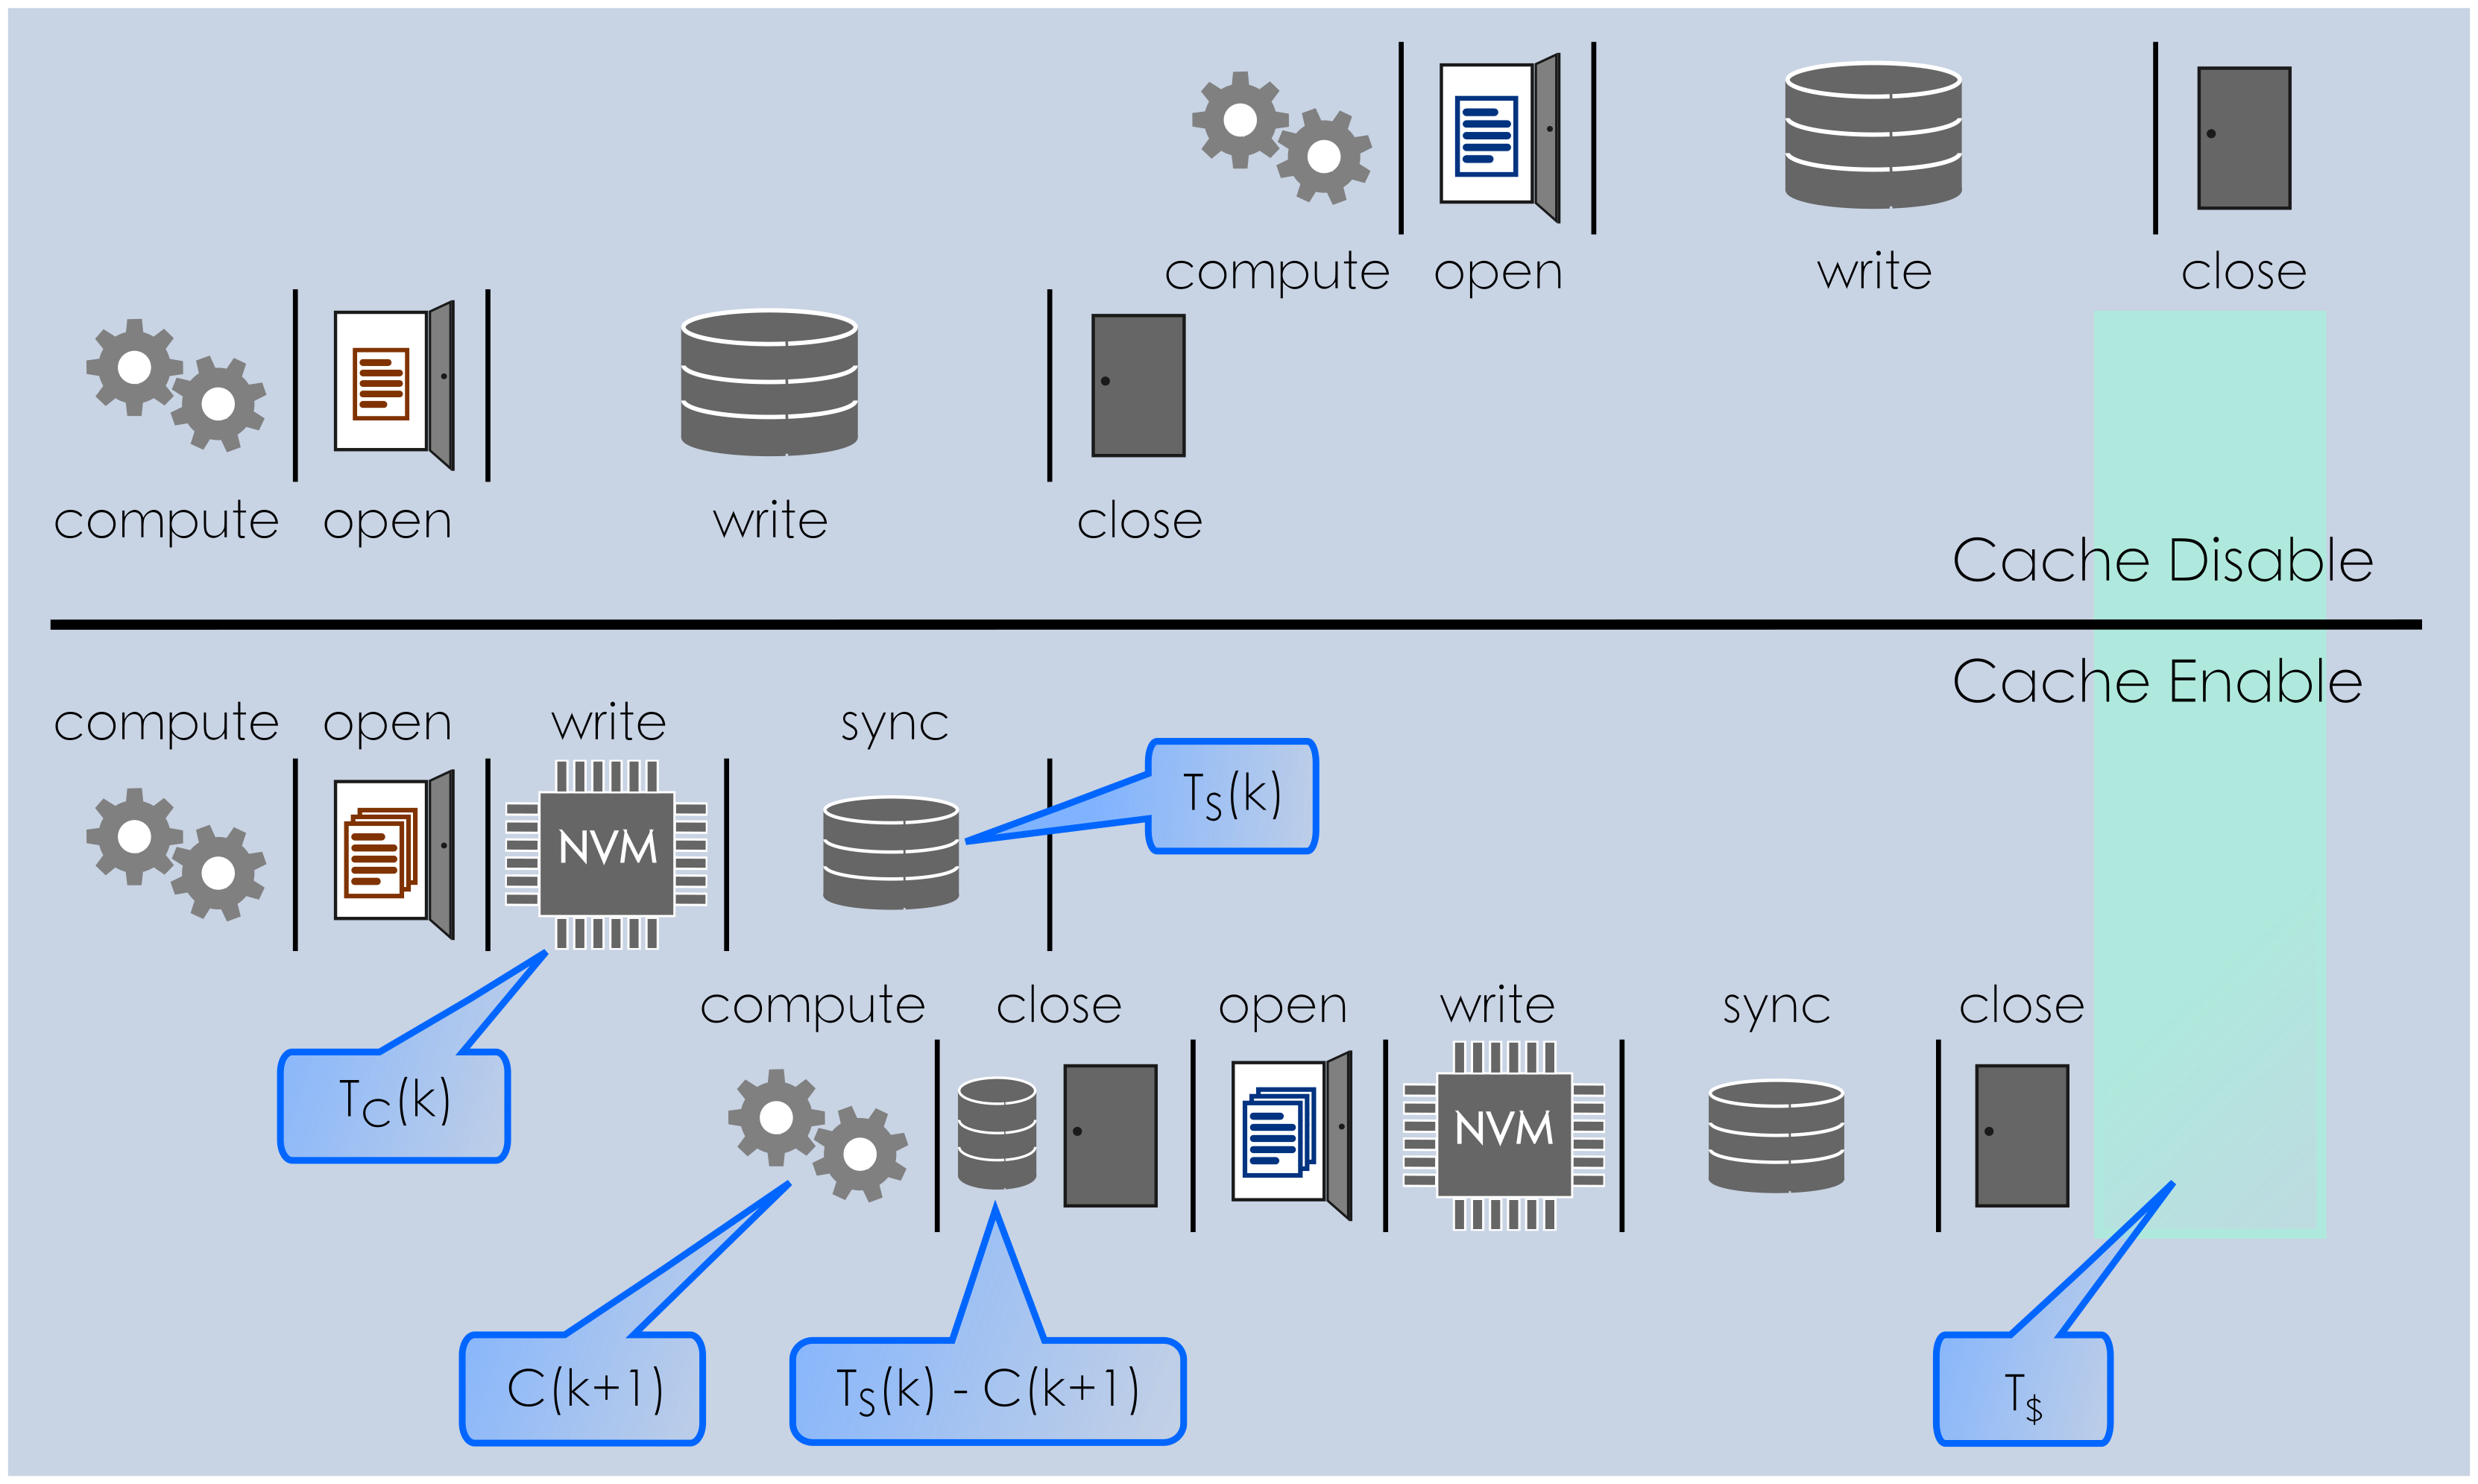 compute open write close
compute open write close
Cache Disable
Cache Enable
compute open write sync
T_S(k)
NVM
compute close open write sync close
T_C(k)
NVM
C(k+1)
T_S(k) - C(k+1)
T_$